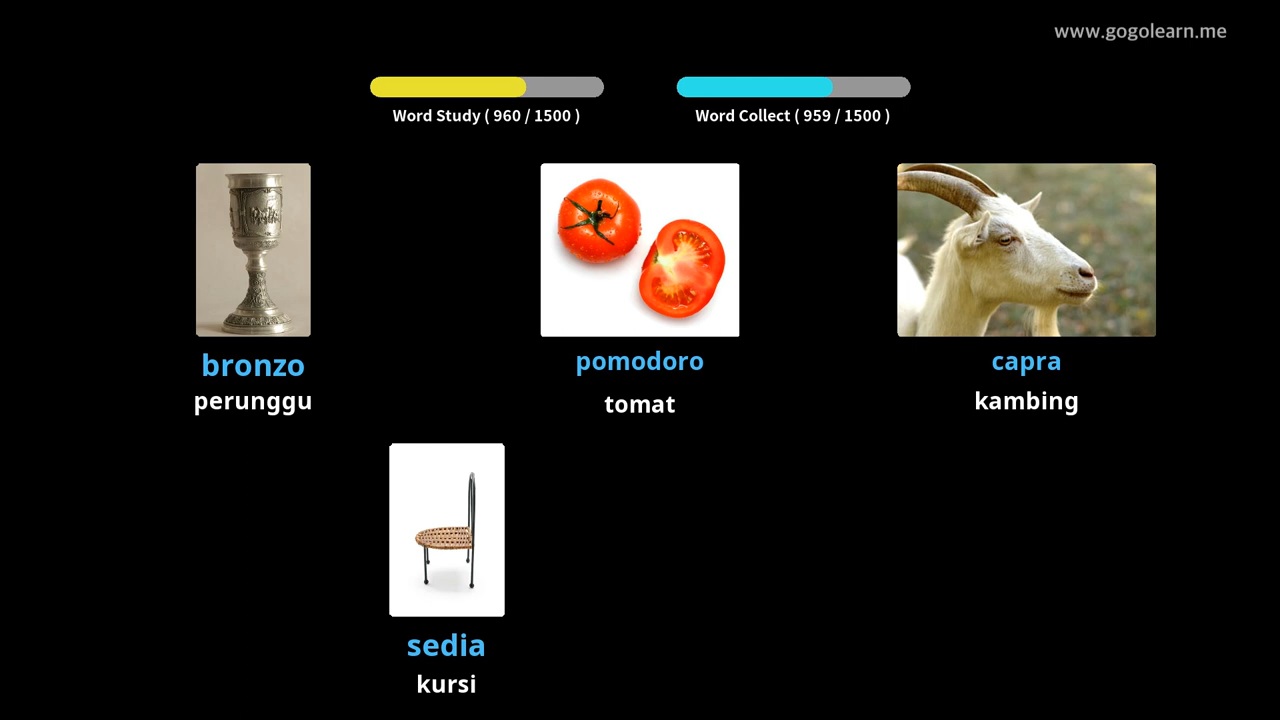 www.gogolearn.me
Word Study ( 960 / 1500 )
Word Collect ( 959 / 1500 )
bronzo
perunggu
pomodoro
tomat
capra
kambing
sedia
kursi